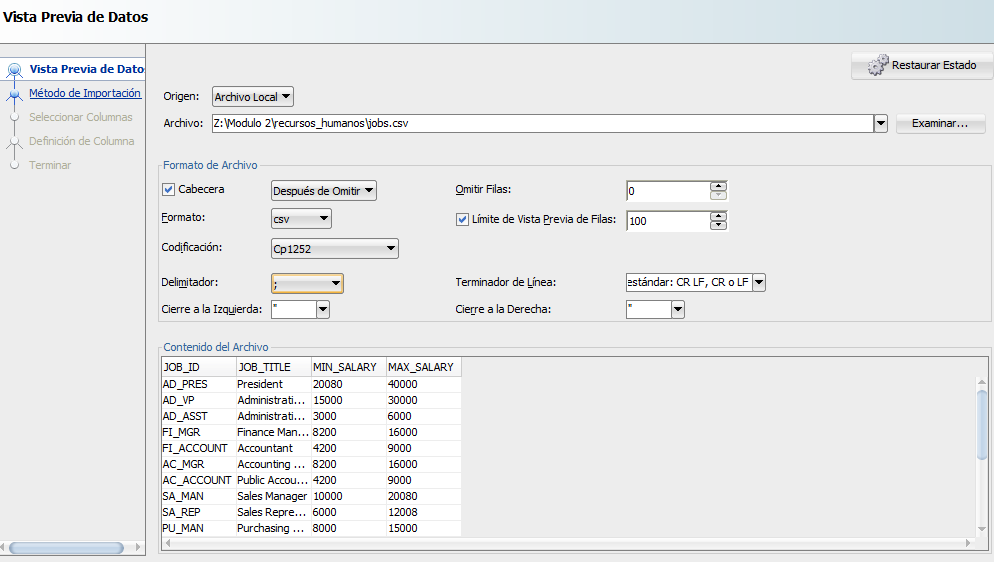 Vista Previa de Datos
Vista Previa de Dato
Método de Importación
Seleccionar Columnas
Definición de Columna
Terminar
Restaurar Estado
Origen: Archivo Local
Archivo: Z:\Modulo 2\recursos_humanos\jobs.csv Examinar...
Formato de Archivo
Cabecera Después de Omitir Omitir Filas: 0
Formato: csv Límite de Vista Previa de Filas: 100
Codificación: Cp1252
Delimitador: ; Terminador de Línea: estándar: CR LF, CR o LF
Cierre a la Izquierda: " Cierre a la Derecha: "
Contenido del Archivo
JOB_ID JOB_TITLE MIN_SALARY MAX_SALARY
AD_PRES President 20080 40000
AD_VP Administrati... 15000 30000
AD_ASST Administrati... 3000 6000
FI_MGR Finance Man... 8200 16000
FI_ACCOUNT Accountant 4200 9000
AC_MGR Accounting ... 8200 16000
AC_ACCOUNT Public Accou... 4200 9000
SA_MAN Sales Manager 10000 20080
SA_REP Sales Repre... 6000 12008
PU_MAN Purchasing ... 8000 15000